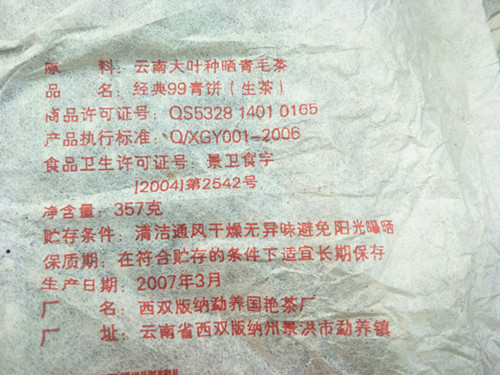 原　料：云南大叶种晒青毛茶
品　名：经典99青饼（生茶）
商品许可证号：QS5328 1401 0165
产品执行标准：Q/XGY001-2006
食品卫生许可证号：景卫食字
[2004]第2542号
净含量：357克
贮存条件：清洁通风干燥无异味避免阳光曝晒
保质期：在符合贮存的条件下适宜长期保存
生产日期：2007年3月
厂　名：西双版纳勐养国艳茶厂
厂　址：云南省西双版纳州景洪市勐养镇